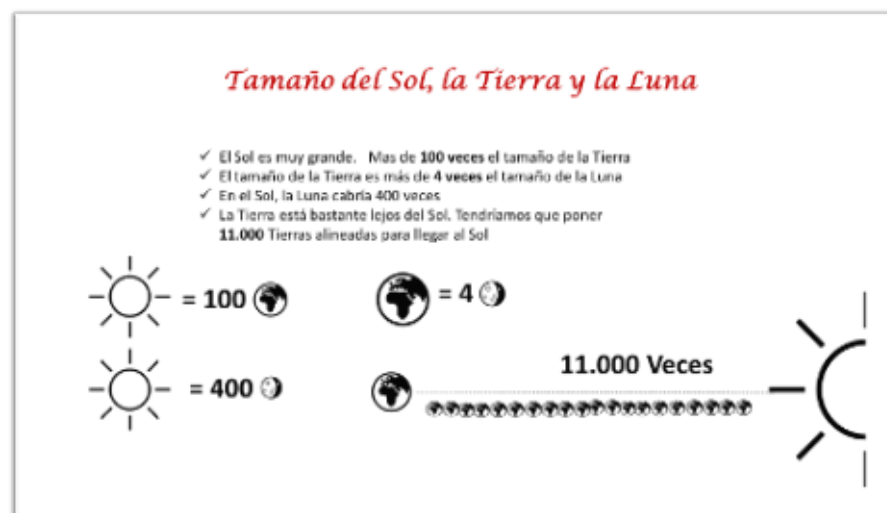 Tamaño del Sol, la Tierra y la Luna
✓ El Sol es muy grande. Mas de 100 veces el tamaño de la Tierra
✓ El tamaño de la Tierra es más de 4 veces el tamaño de la Luna
✓ En el Sol, la Luna cabría 400 veces
✓ La Tierra está bastante lejos del Sol. Tendríamos que poner
11.000 Tierras alineadas para llegar al Sol
= 100
= 4
= 400
11.000 Veces